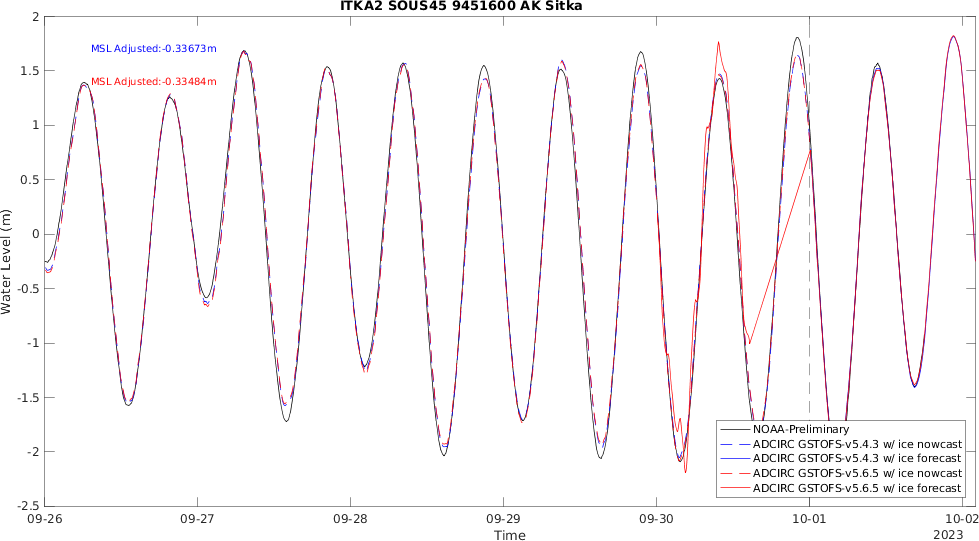 ITKA2 SOUS45 9451600 AK Sitka
MSL Adjusted:-0.33673m
MSL Adjusted:-0.33484m
2
1.5
1
0.5
0
-0.5
-1
-1.5
-2
-2.5
Water Level (m)
NOAA-Preliminary
ADCIRC GSTOFS-v5.4.3 w/ ice nowcast
ADCIRC GSTOFS-v5.4.3 w/ ice forecast
ADCIRC GSTOFS-v5.6.5 w/ ice nowcast
ADCIRC GSTOFS-v5.6.5 w/ ice forecast
09-26 09-27 09-28 09-29 09-30 10-01 10-02
Time
2023